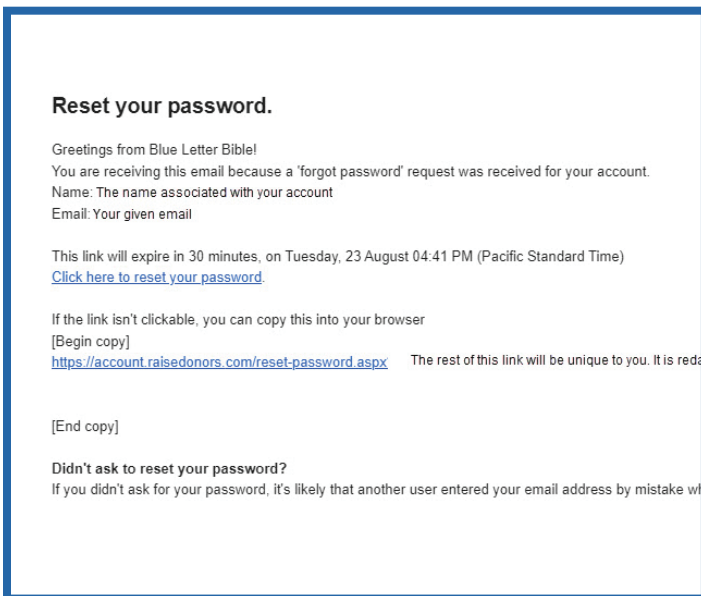 Reset your password.
Greetings from Blue Letter Bible!
You are receiving this email because a 'forgot password' request was received for your account.
Name: The name associated with your account
Email: Your given email
This link will expire in 30 minutes, on Tuesday, 23 August 04:41 PM (Pacific Standard Time)
Click here to reset your password.
If the link isn't clickable, you can copy this into your browser
[Begin copy]
https://account.raisedonors.com/reset-password.aspx The rest of this link will be unique to you. It is
[End copy]
Didn't ask to reset your password?
If you didn't ask for your password, it's likely that another user entered your email address by mistake